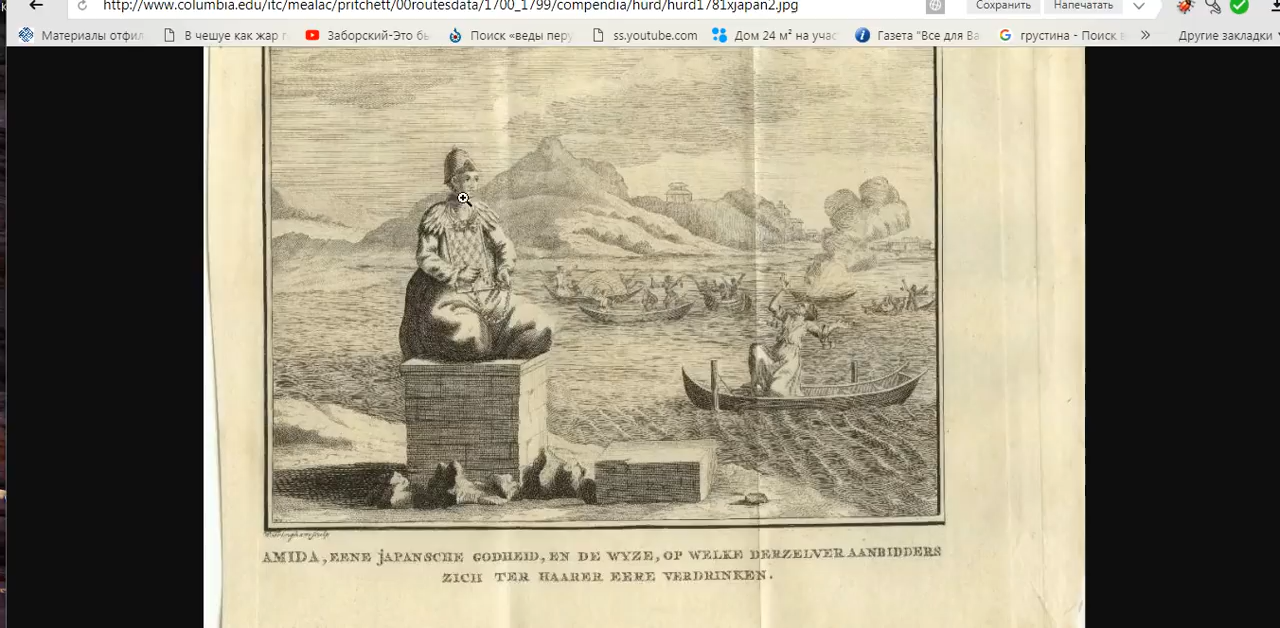 http://www.columbia.edu/itc/mealac/pritchett/00routesdata/1700_1799/compendia/hurd/hurd1781xjapan2.jpg Сохранить Напечатать
Материалы отфил В чешуе как жар Заборский-Это бы Поиск «веды пер ss.youtube.com Дом 24 м² на учас Газета "Все для Ва грустина - Поиск в Другие закладки
AMIDA, EENE JAPANSCHE GODHEID, EN DE WYZE, OP WELKE DERZELVER AANBIDDERS
ZICH TER HAARER EERE VERDRINKEN.